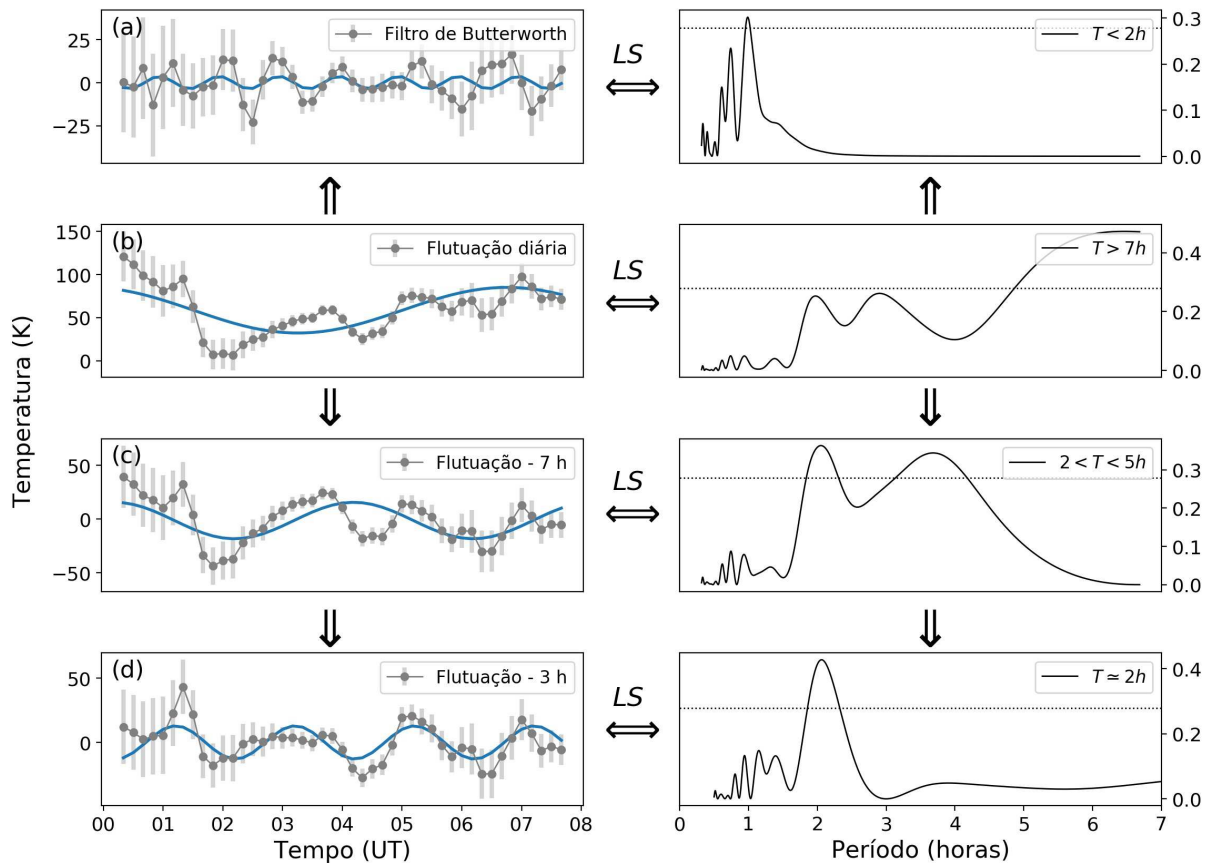 (a)
Filtro de Butterworth
25
0
−25
LS
T < 2h
0.3
0.2
0.1
0.0
(b)
Flutuação diária
150
100
50
0
LS
T > 7h
0.4
0.2
0.0
Temperatura (K)
(c)
Flutuação - 7 h
50
0
−50
LS
2 < T < 5h
0.3
0.2
0.1
0.0
(d)
Flutuação - 3 h
50
0
LS
T ≃ 2h
0.4
0.2
0.0
00 01 02 03 04 05 06 07 08
Tempo (UT)
0 1 2 3 4 5 6 7
Período (horas)